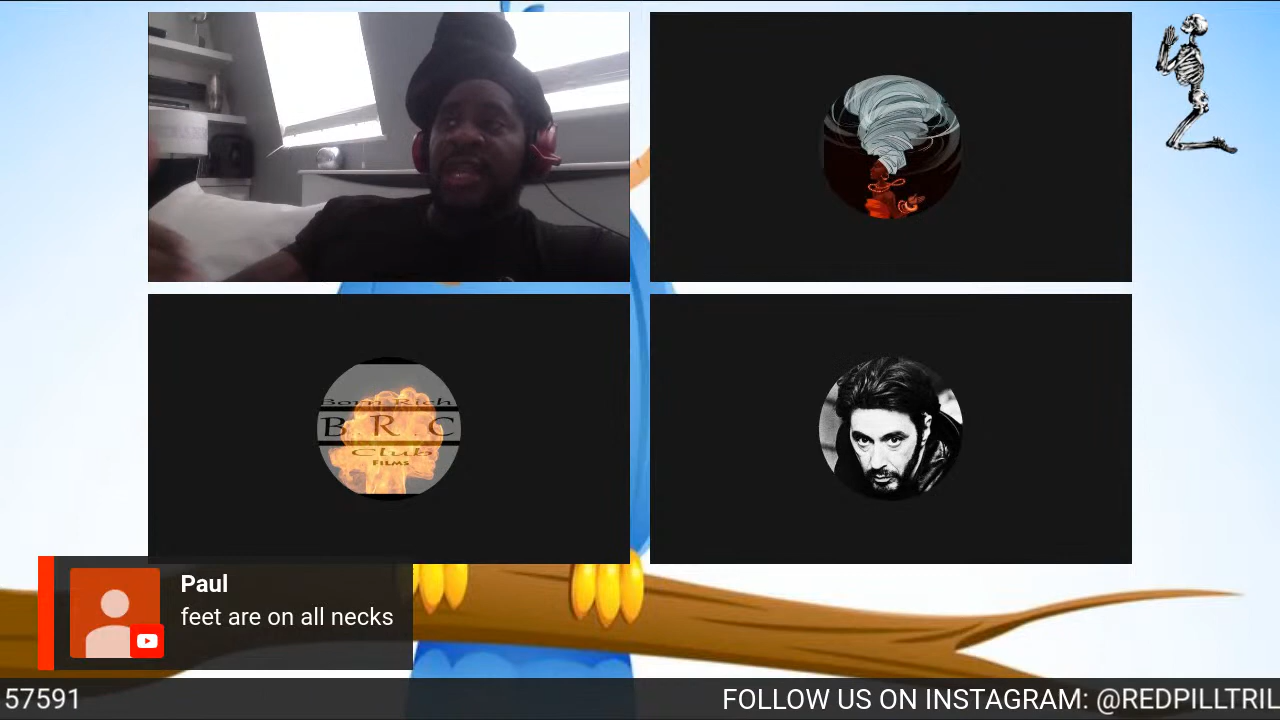 Born Rich
B.R.C
Club
FILMS
Paul
feet are on all necks
57591
FOLLOW US ON INSTAGRAM: @REDPILLTRIL